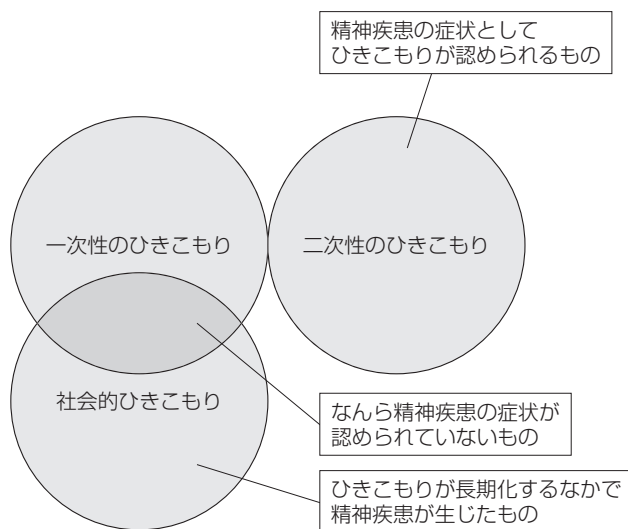 精神疾患の症状として
ひきこもりが認められるもの
一次性のひきこもり
二次性のひきこもり
社会的ひきこもり
なんら精神疾患の症状が
認められていないもの
ひきこもりが長期化するなかで
精神疾患が生じたもの